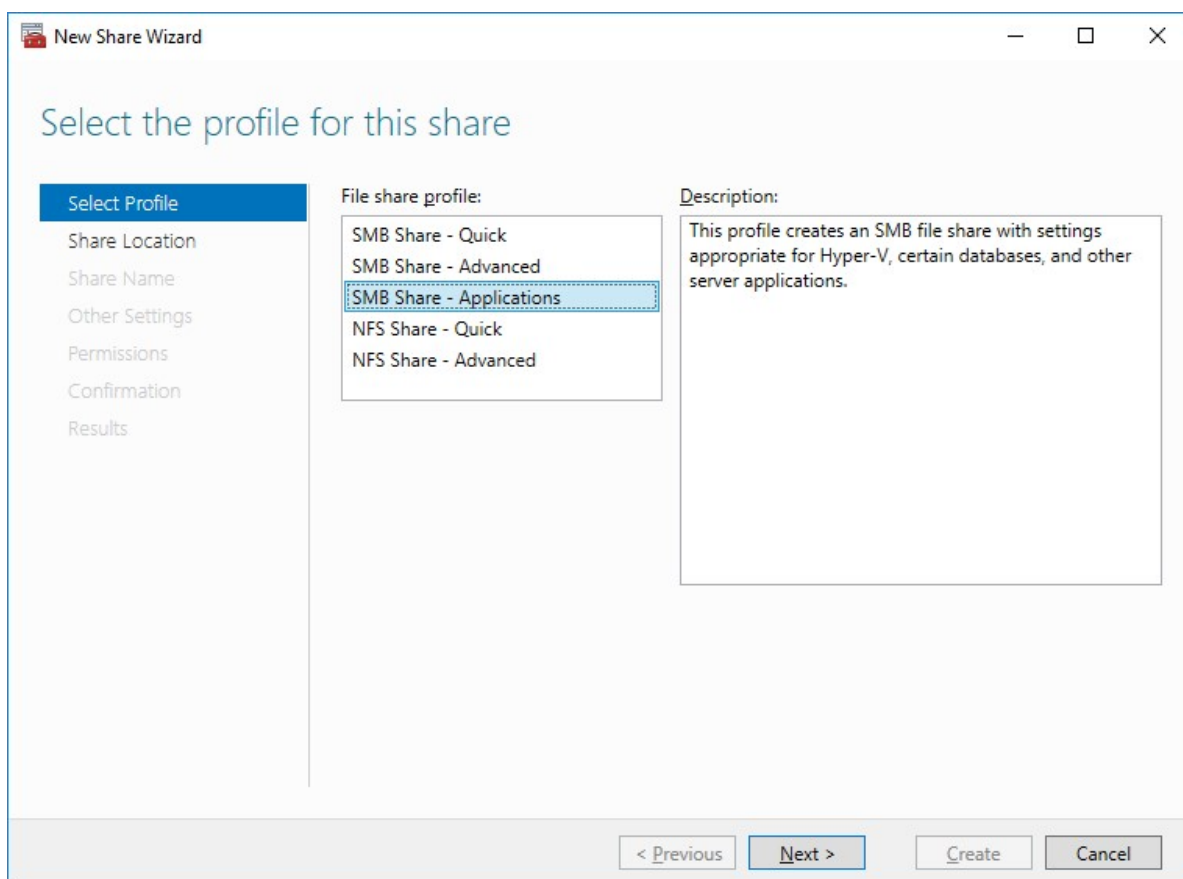 New Share Wizard
Select the profile for this share
Select Profile
Share Location
Share Name
Other Settings
Permissions
Confirmation
Results
File share profile:
SMB Share - Quick
SMB Share - Advanced
SMB Share - Applications
NFS Share - Quick
NFS Share - Advanced
Description:
This profile creates an SMB file share with settings
appropriate for Hyper-V, certain databases, and other
server applications.
< Previous
Next >
Create
Cancel